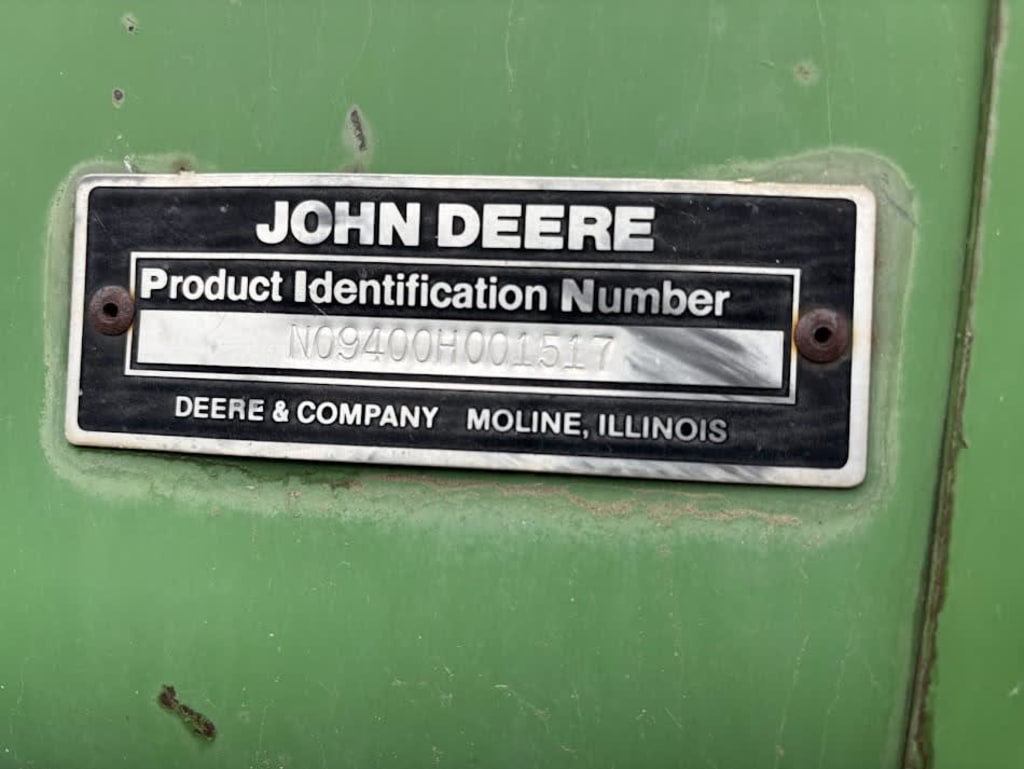 JOHN DEERE
Product Identification Number
N09400H001517
DEERE & COMPANY MOLINE, ILLINOIS